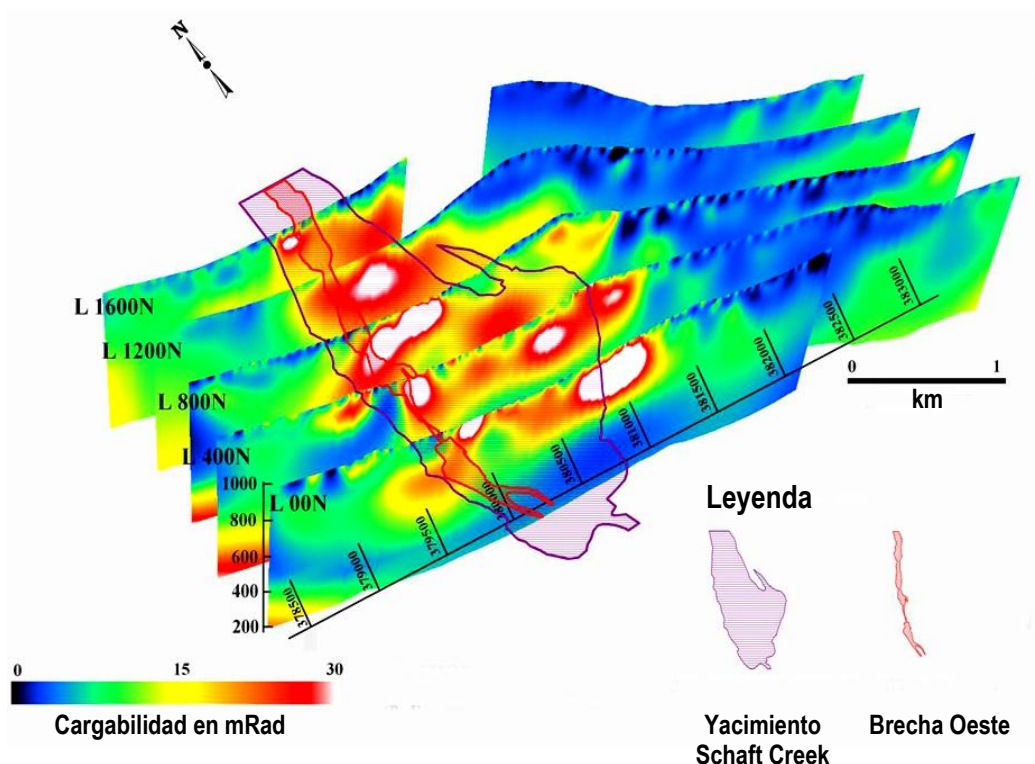 N
L 1600N
L 1200N
L 800N
L 400N
L 00N
1000
800
600
400
200
378500
379000
379500
380000
380500
381000
381500
382000
382500
383000
0 1
km
Leyenda
0 15 30
Cargabilidad en mRad
Yacimiento
Schaft Creek
Brecha Oeste